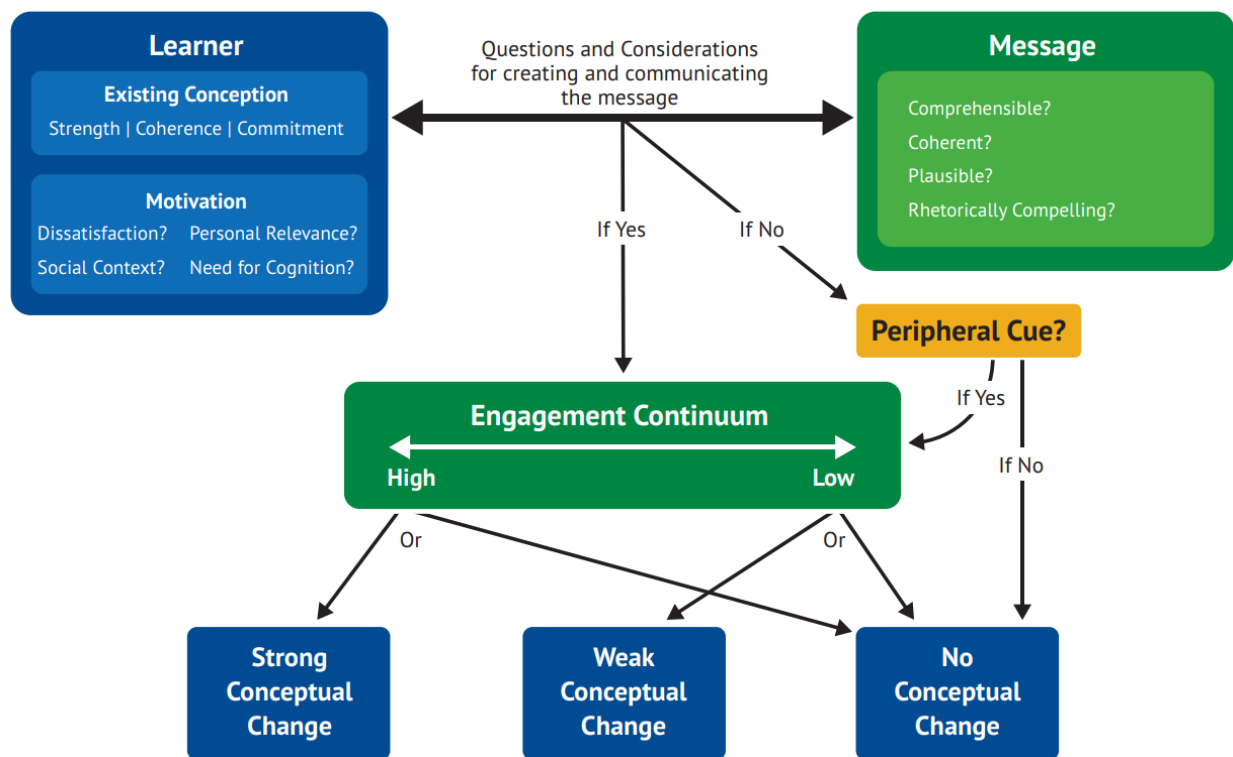 Learner
Existing Conception
Strength | Coherence | Commitment
Motivation
Dissatisfaction? Personal Relevance?
Social Context? Need for Cognition?
Questions and Considerations
for creating and communicating
the message
Message
Comprehensible?
Coherent?
Plausible?
Rhetorically Compelling?
If Yes
If No
Peripheral Cue?
If Yes
If No
Engagement Continuum
High
Low
Or
Or
Strong
Conceptual
Change
Weak
Conceptual
Change
No
Conceptual
Change